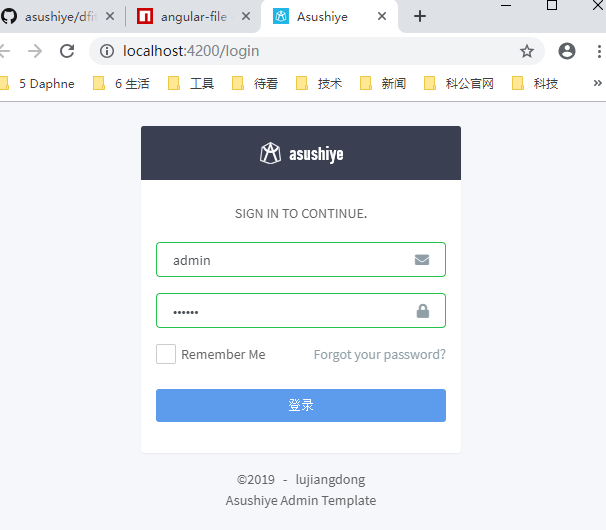 asushiye/dfi
angular-file
Asushiye
localhost:4200/login
5 Daphne
6 生活
工具
待看
技术
新闻
科公官网
科技
asushiye
SIGN IN TO CONTINUE.
admin
••••••
Remember Me
Forgot your password?
登录
©2019 - lujiangdong
Asushiye Admin Template